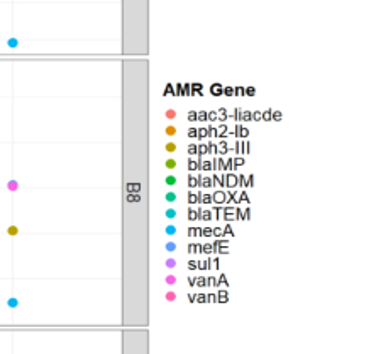 AMR Gene
aac3-Iiacde
aph2-Ib
aph3-III
blaIMP
blaNDM
blaOXA
blaTEM
mecA
mefE
sul1
vanA
vanB
B8